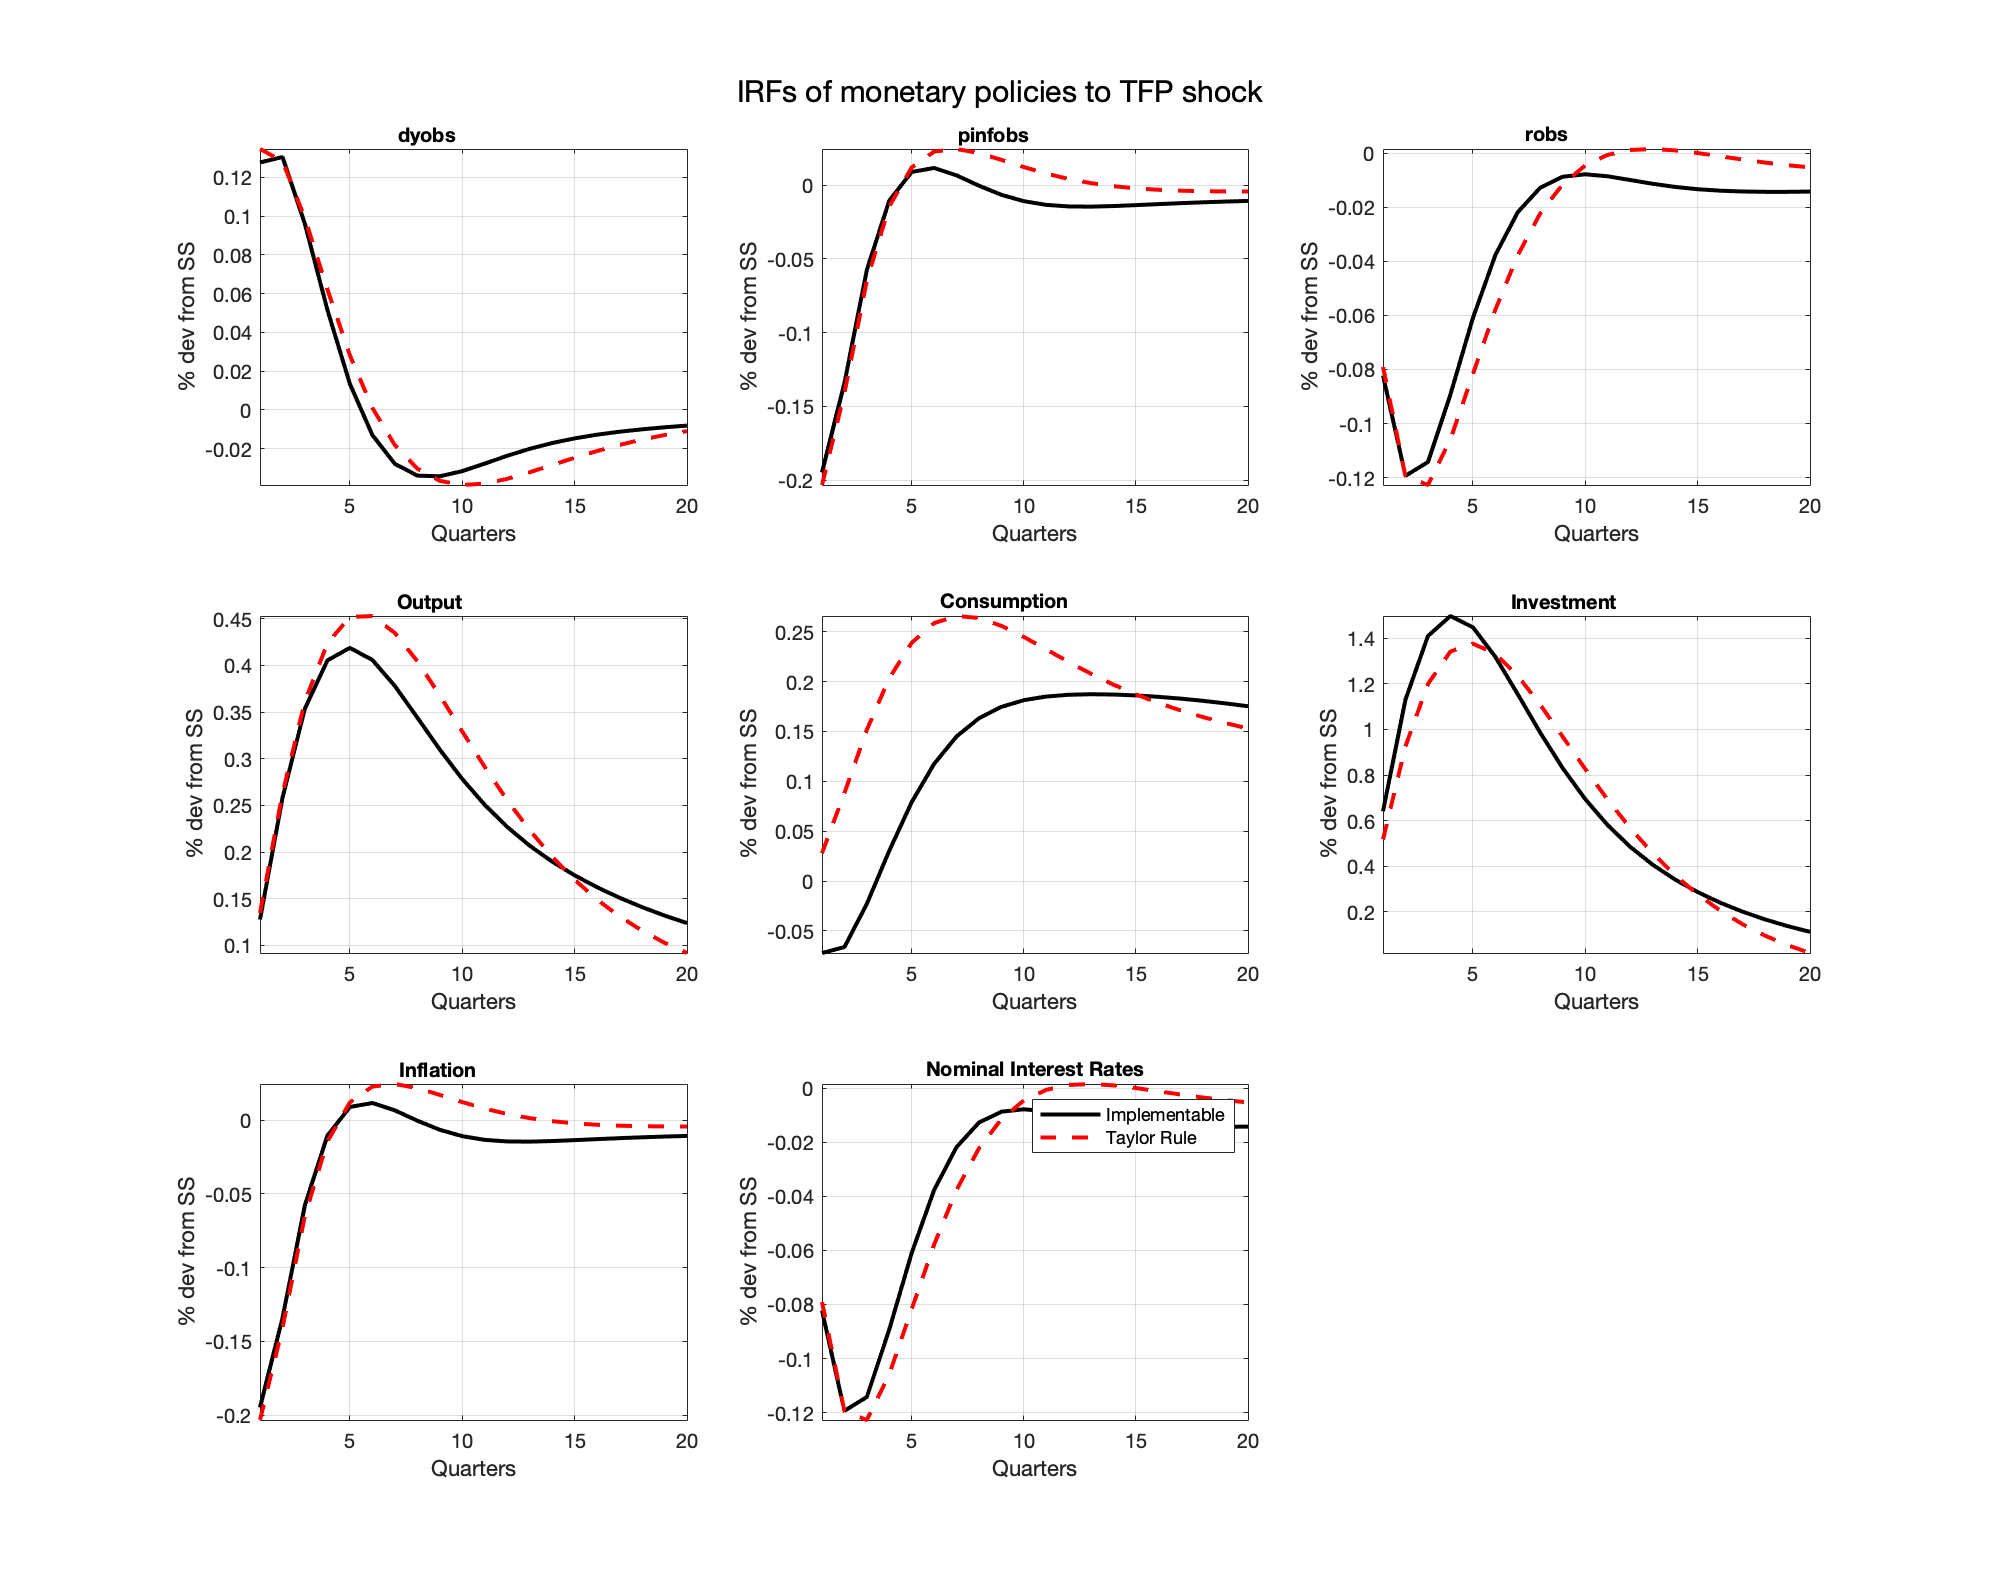 IRFs of monetary policies to TFP shock
dyobs
% dev from SS
0.12
0.1
0.08
0.06
0.04
0.02
0
-0.02
5 10 15 20
Quarters
pinfobs
% dev from SS
0
-0.05
-0.1
-0.15
-0.2
5 10 15 20
Quarters
robs
% dev from SS
0
-0.02
-0.04
-0.06
-0.08
-0.1
-0.12
5 10 15 20
Quarters
Output
% dev from SS
0.45
0.4
0.35
0.3
0.25
0.2
0.15
0.1
5 10 15 20
Quarters
Consumption
% dev from SS
0.25
0.2
0.15
0.1
0.05
0
-0.05
5 10 15 20
Quarters
Investment
% dev from SS
1.4
1.2
1
0.8
0.6
0.4
0.2
5 10 15 20
Quarters
Inflation
% dev from SS
0
-0.05
-0.1
-0.15
-0.2
5 10 15 20
Quarters
Nominal Interest Rates
% dev from SS
0
-0.02
-0.04
-0.06
-0.08
-0.1
-0.12
5 10 15 20
Quarters
Implementable
Taylor Rule